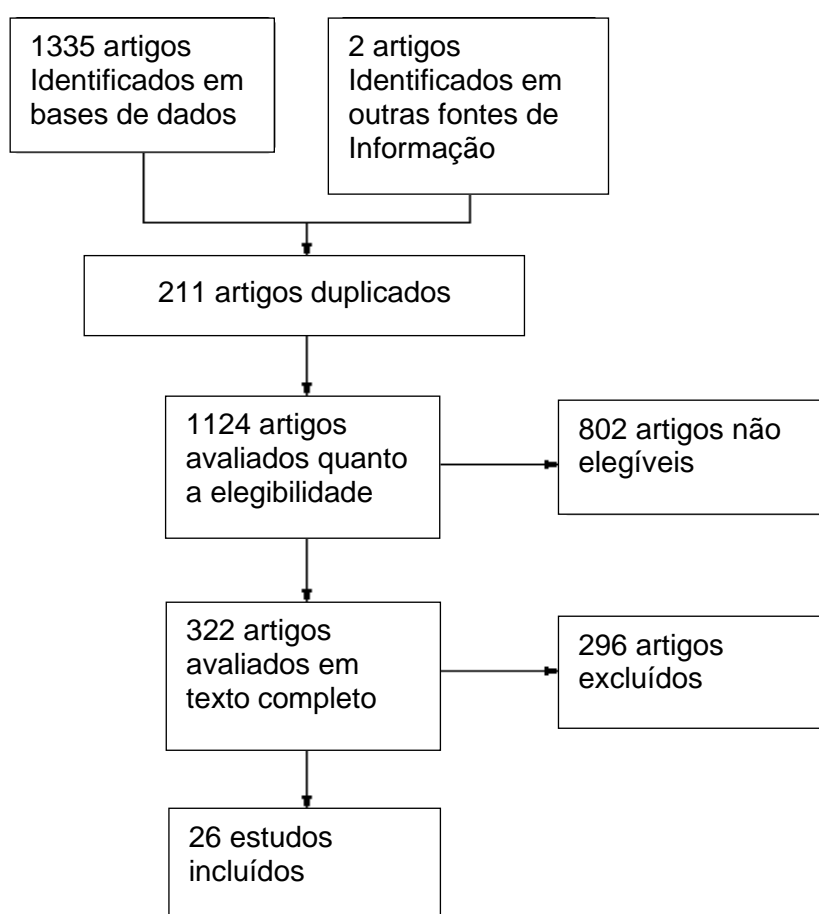 1335 artigos
Identificados em
bases de dados
2 artigos
Identificados em
outras fontes de
Informação
211 artigos duplicados
1124 artigos
avaliados quanto
a elegibilidade
802 artigos não
elegíveis
322 artigos
avaliados em
texto completo
296 artigos
excluídos
26 estudos
incluídos